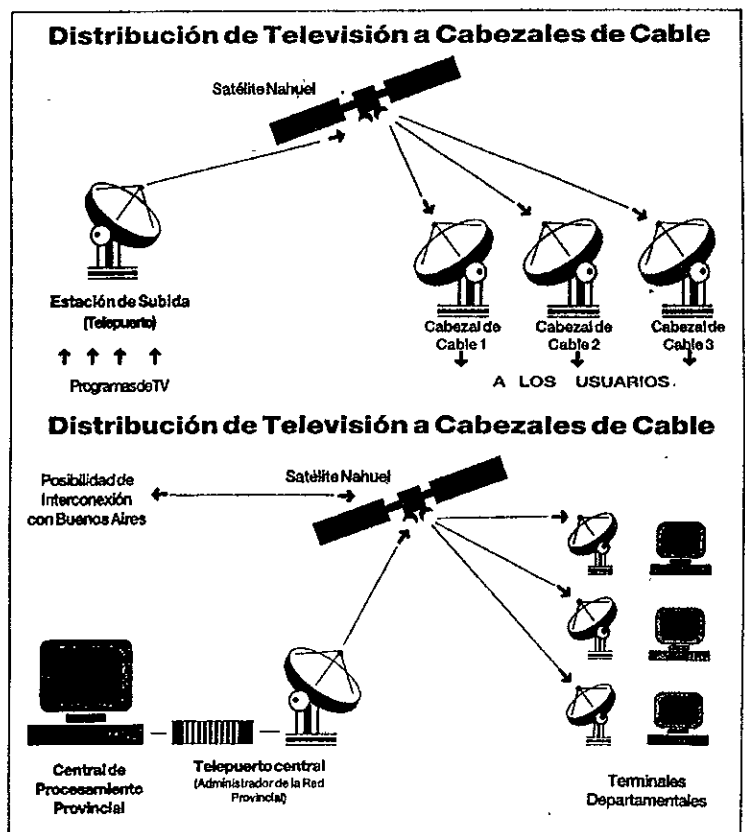 Distribución de Televisión a Cabezales de Cable
Satélite Nahuel
Estación de Subida
(Telepuerto)
Programas de TV
Cabezal de
Cable 1
Cabezal de
Cable 2
Cabezal de
Cable 3
A LOS USUARIOS.
Distribución de Televisión a Cabezales de Cable
Posibilidad de
Interconexión
con Buenos Aires
Satélite Nahuel
Central de
Procesamiento
Provincial
Telepuerto central
(Administrador de la Red
Provincial)
Terminales
Departamentales